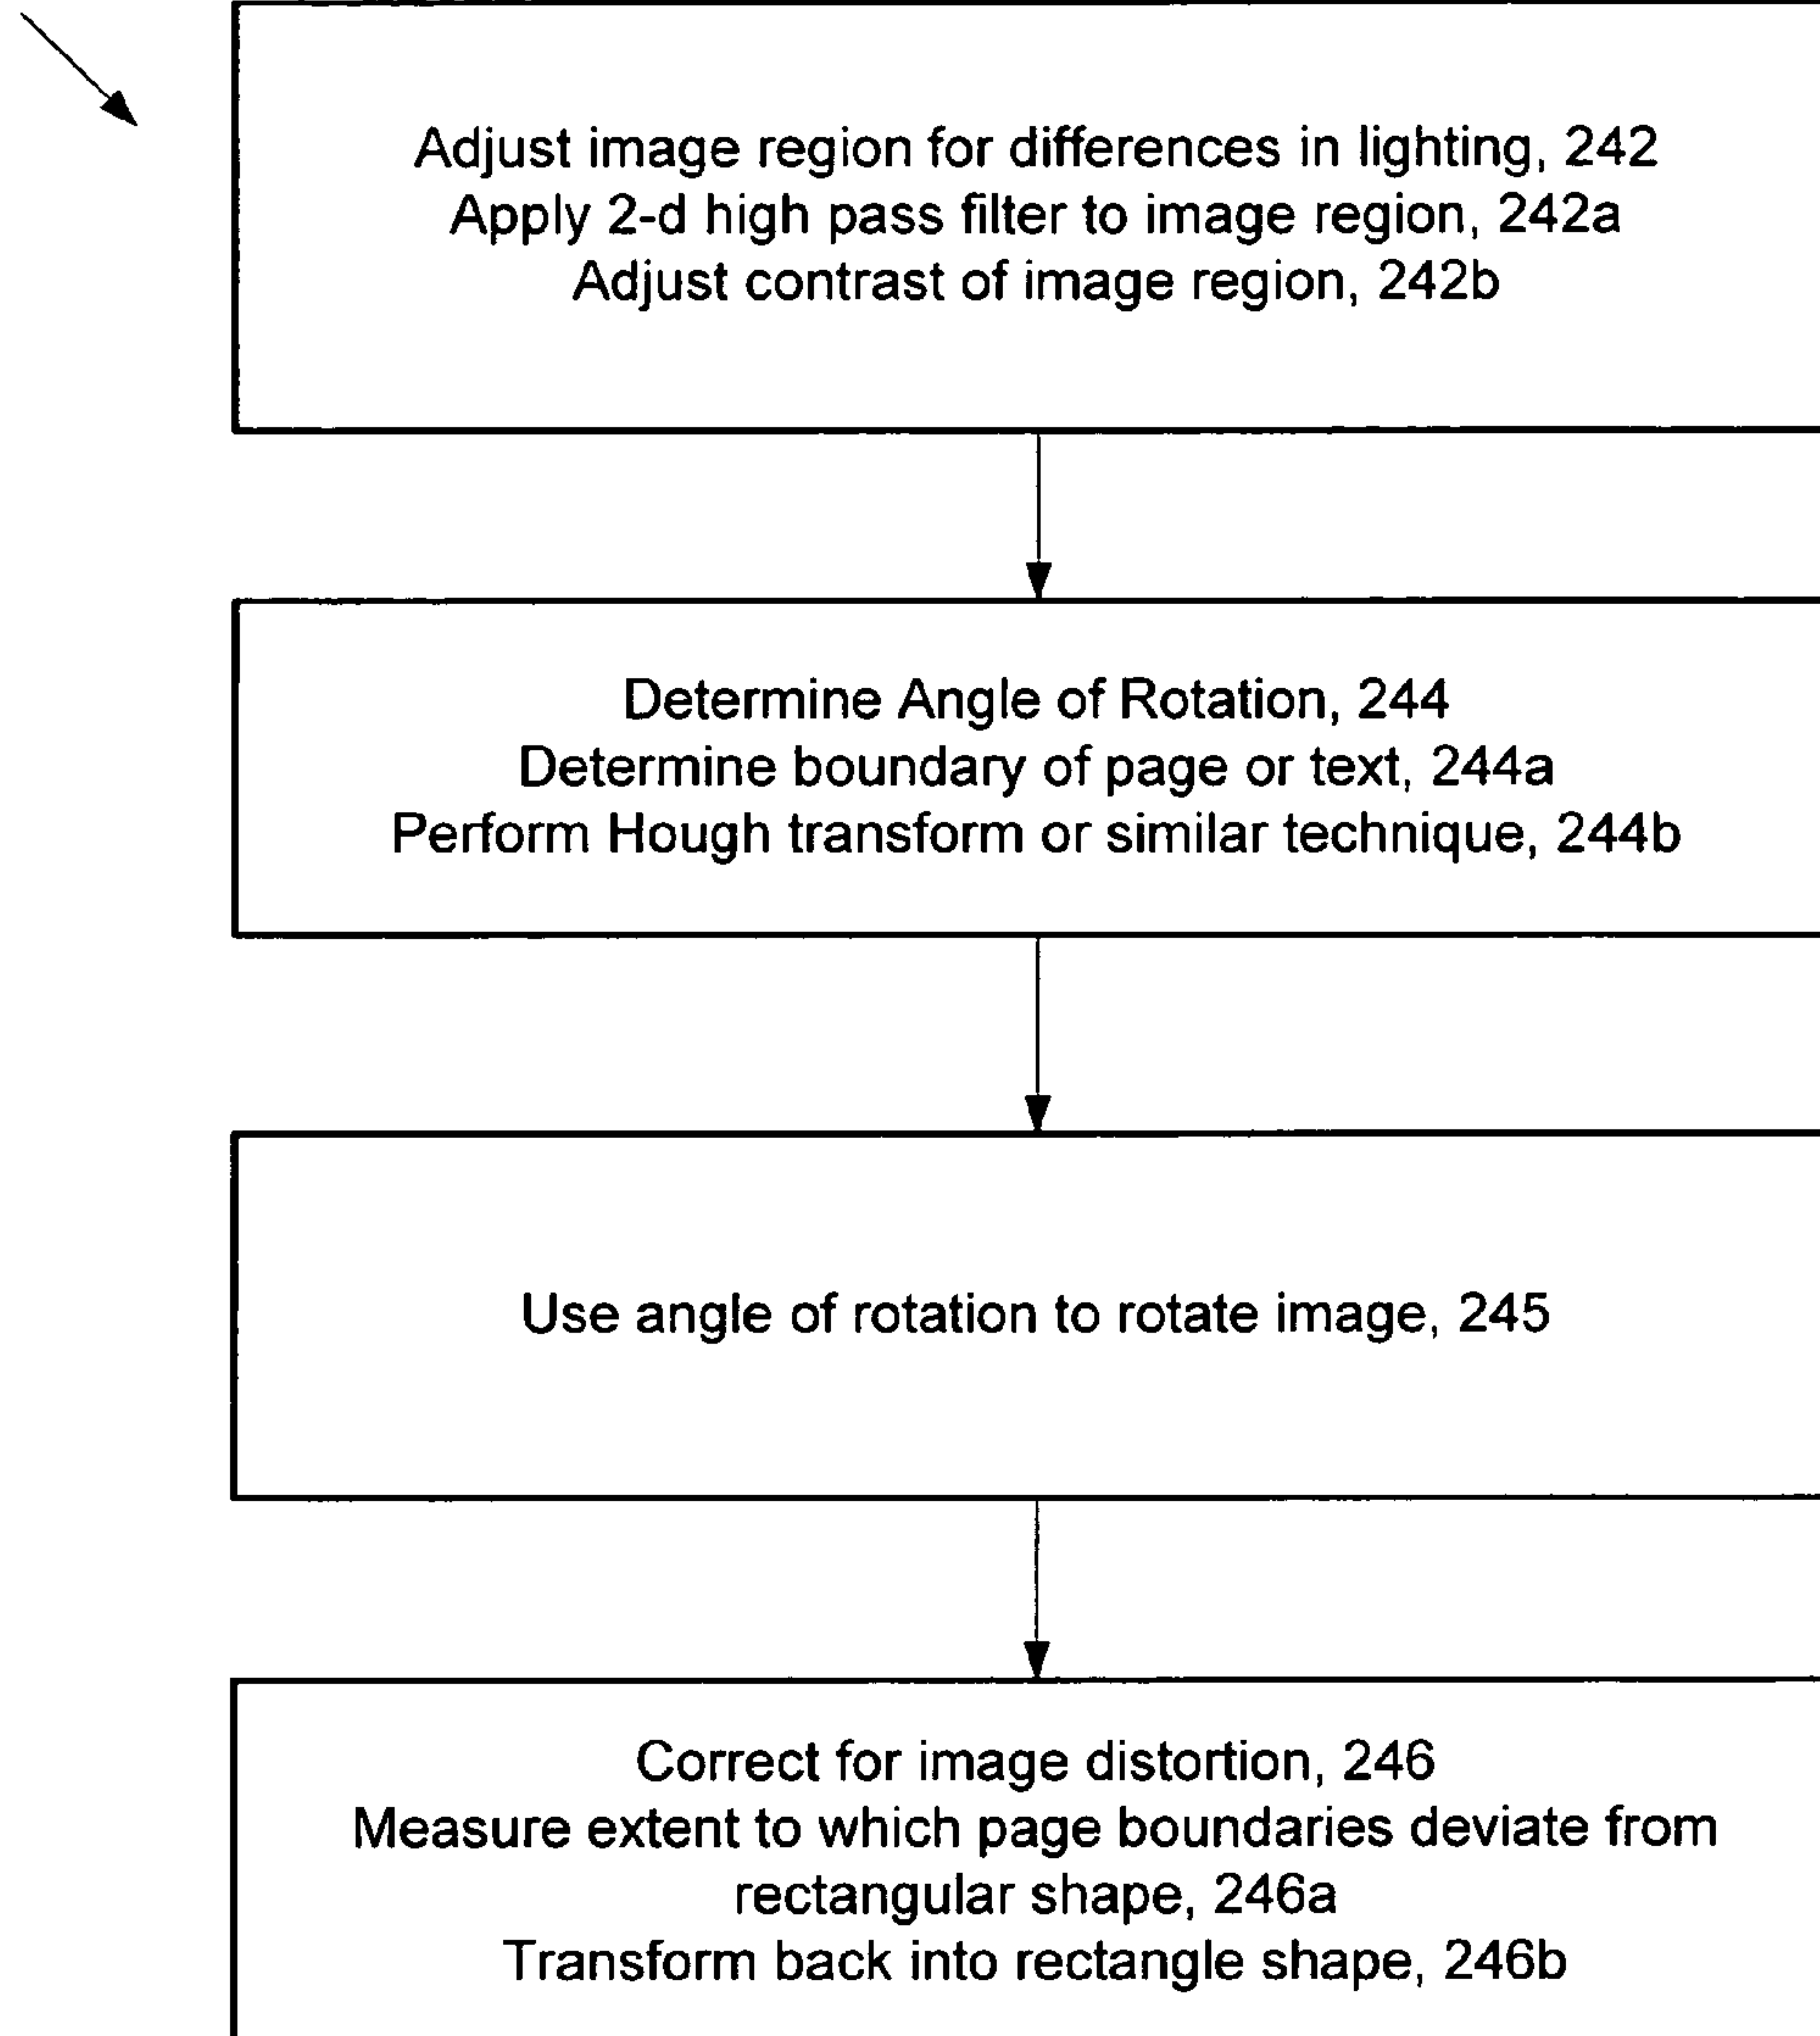 Adjust image region for differences in lighting, 242
Apply 2-d high pass filter to image region, 242a
Adjust contrast of image region, 242b
Determine Angle of Rotation, 244
Determine boundary of page or text, 244a
Perform Hough transform or similar technique, 244b
Use angle of rotation to rotate image, 245
Correct for image distortion, 246
Measure extent to which page boundaries deviate from
rectangular shape, 246a
Transform back into rectangle shape, 246b